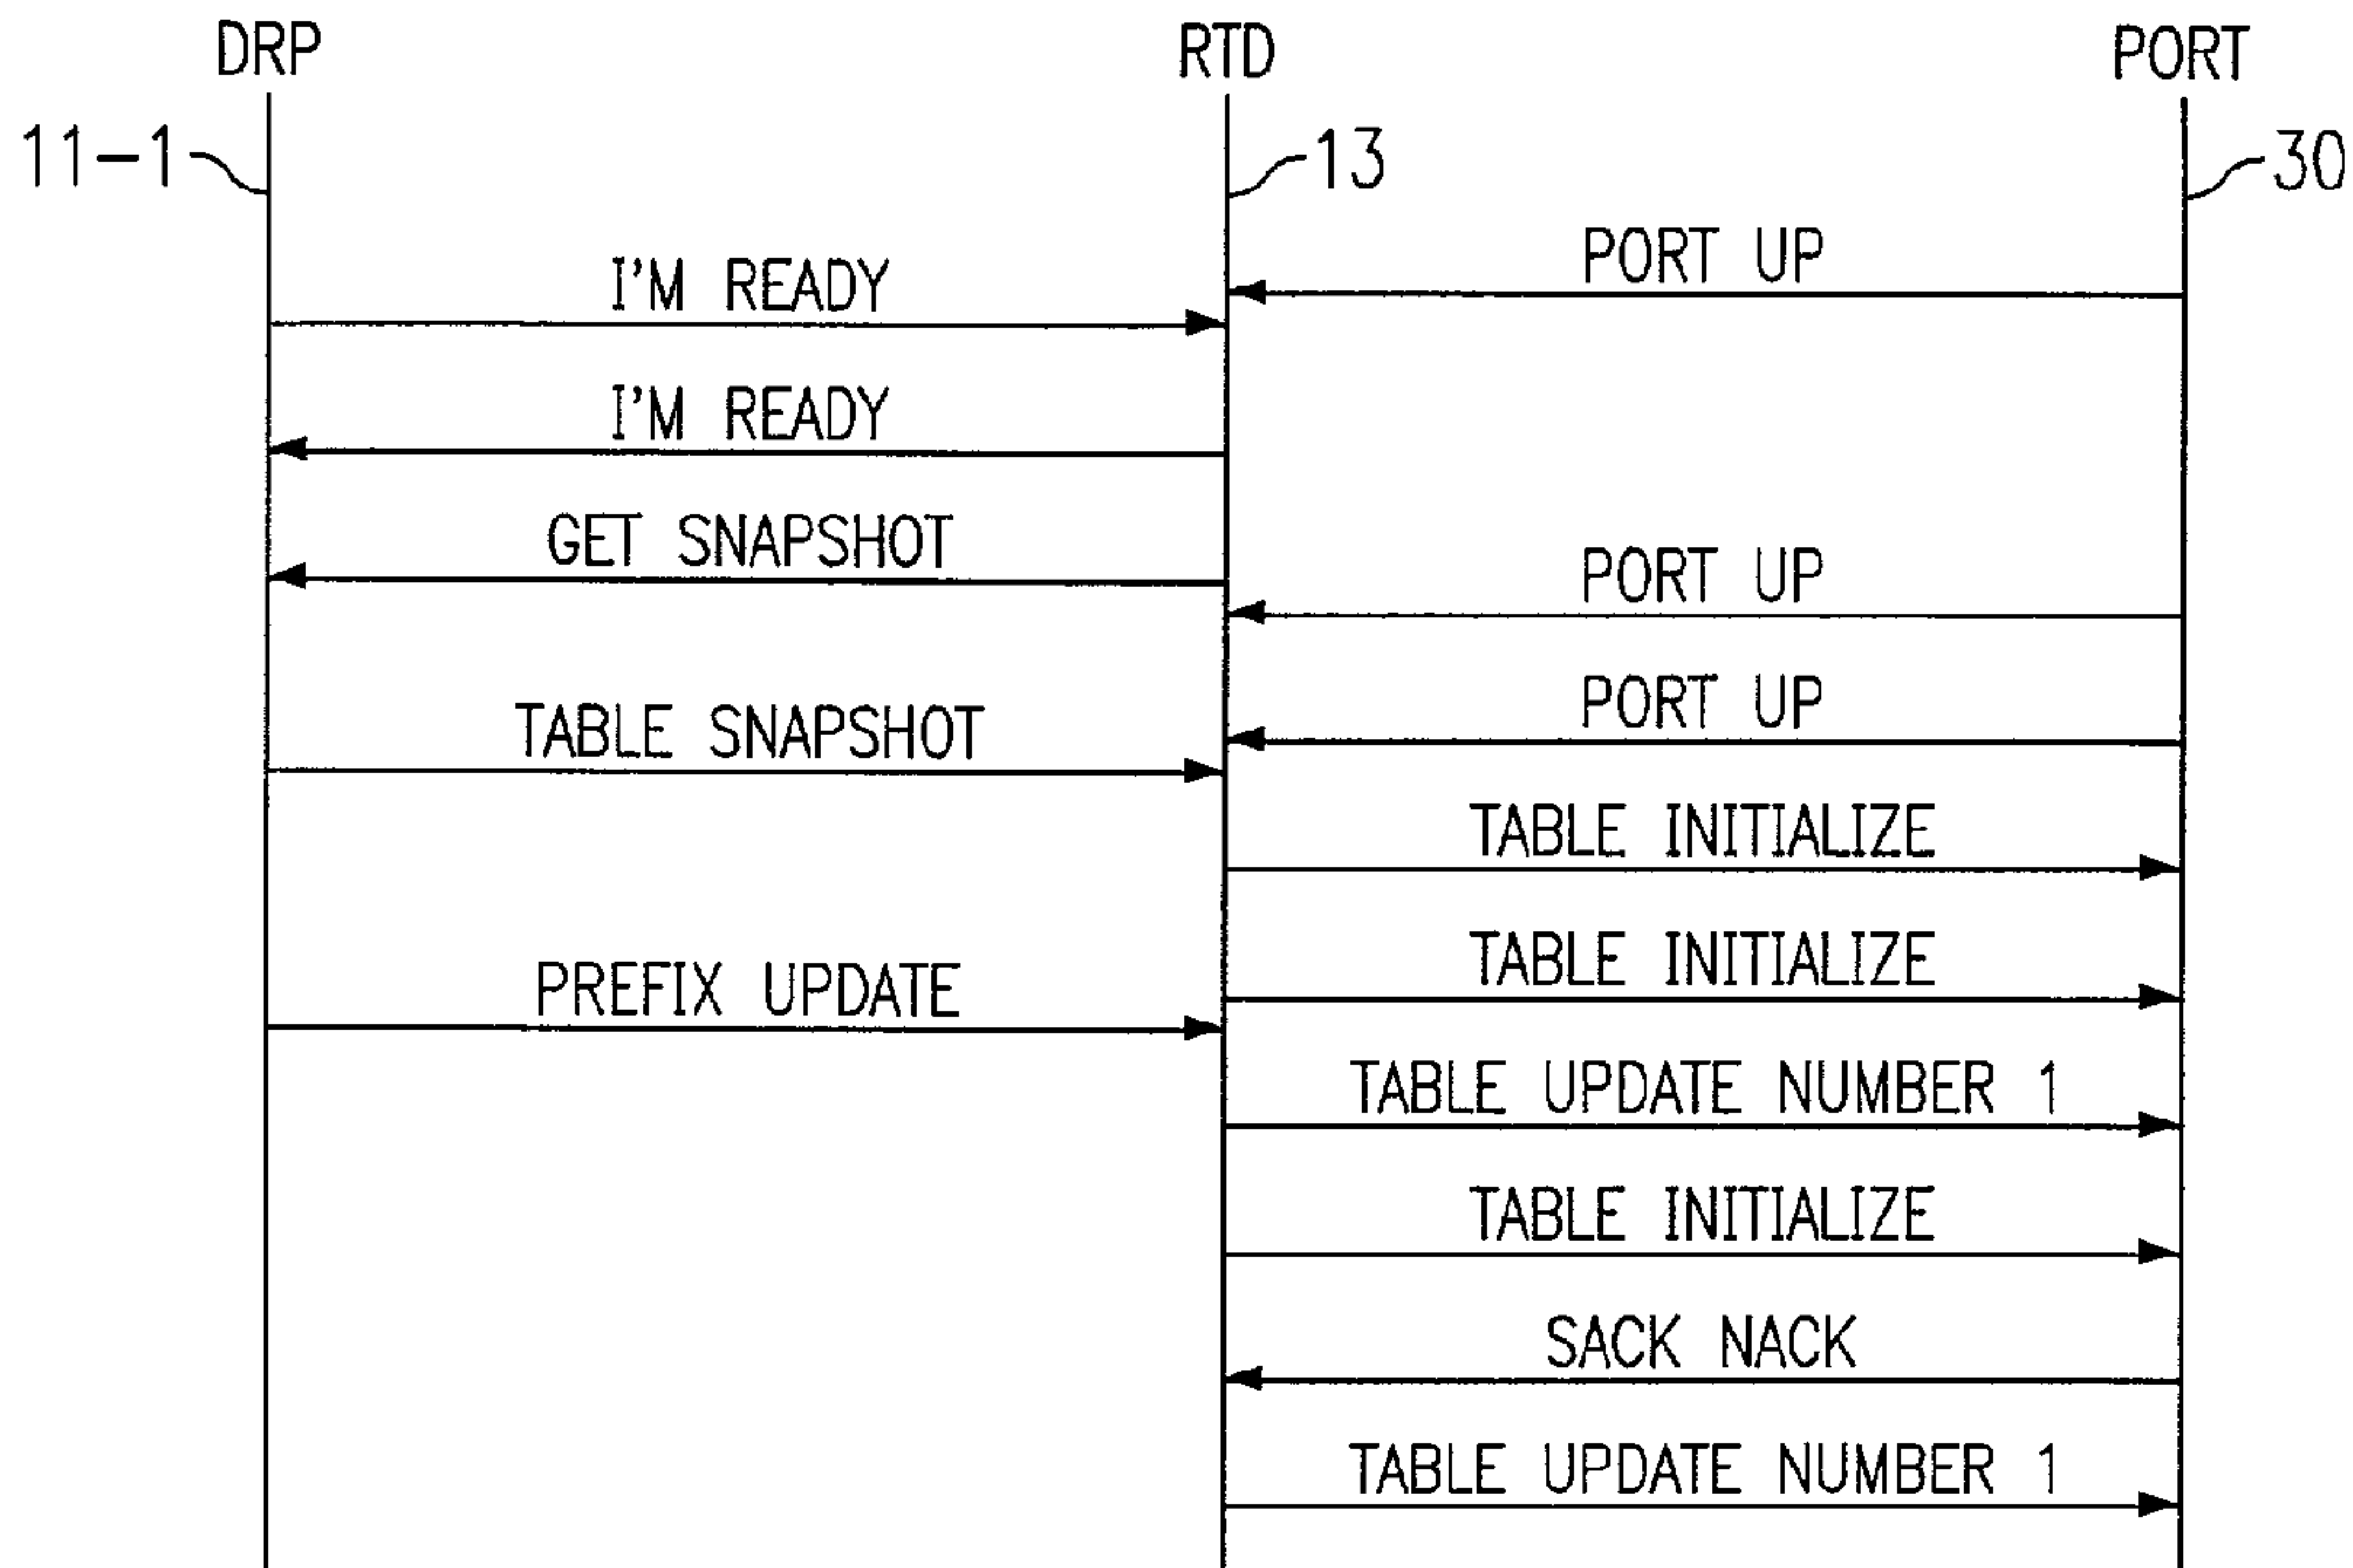 DRP RTD PORT
11-1 13 30
PORT UP
I'M READY
I'M READY
GET SNAPSHOT
PORT UP
PORT UP
TABLE SNAPSHOT
TABLE INITIALIZE
TABLE INITIALIZE
PREFIX UPDATE
TABLE UPDATE NUMBER 1
TABLE INITIALIZE
SACK NACK
TABLE UPDATE NUMBER 1